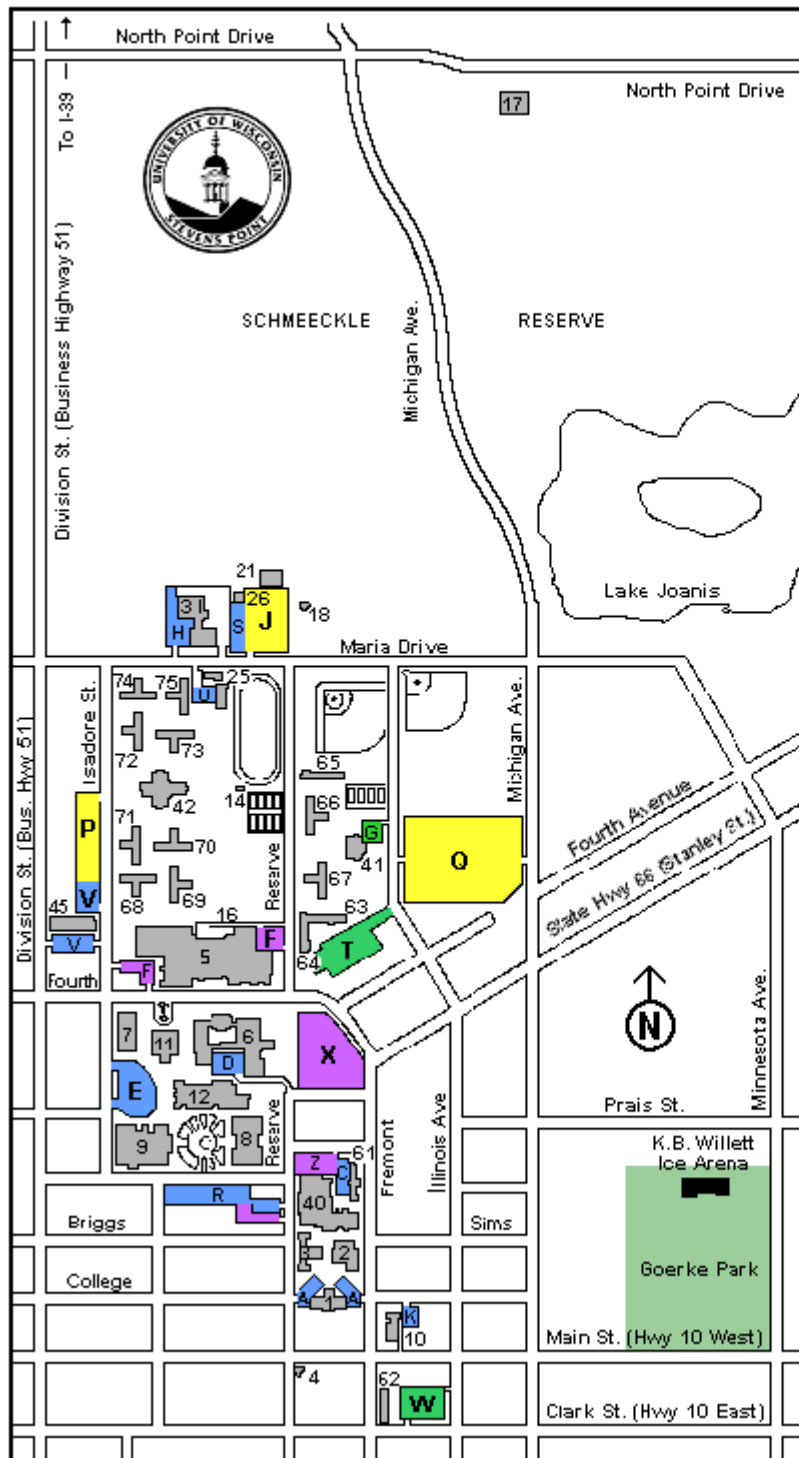 North Point Drive
To I-39
North Point Drive
17
UNIVERSITY OF WISCONSIN
STEVENS POINT
Division St. (Business Highway 51)
SCHMEECKLE
RESERVE
Michigan Ave.
Lake Joanis
21
26
31
H
S
J
18
Maria Drive
Isadore St.
74
75
U
25
72
73
65
Michigan Ave.
Division St. (Bus. Hwy 51)
42
14
66
G
41
P
71
70
Q
Fourth Avenue
State Hwy 66 (Stanley St.)
Reserve
67
V
68
69
45
16
63
V
F
T
5
64
F
Fourth
N
Minnesota Ave.
7
11
6
X
D
E
12
Prais St.
9
C
8
Reserve
Fremont
Illinois Ave
61
Z
C
K.B. Willett
Ice Arena
R
40
Briggs
Sims
3
2
Goerke Park
College
A
1
A
K
10
Main St. (Hwy 10 West)
4
62
W
Clark St. (Hwy 10 East)